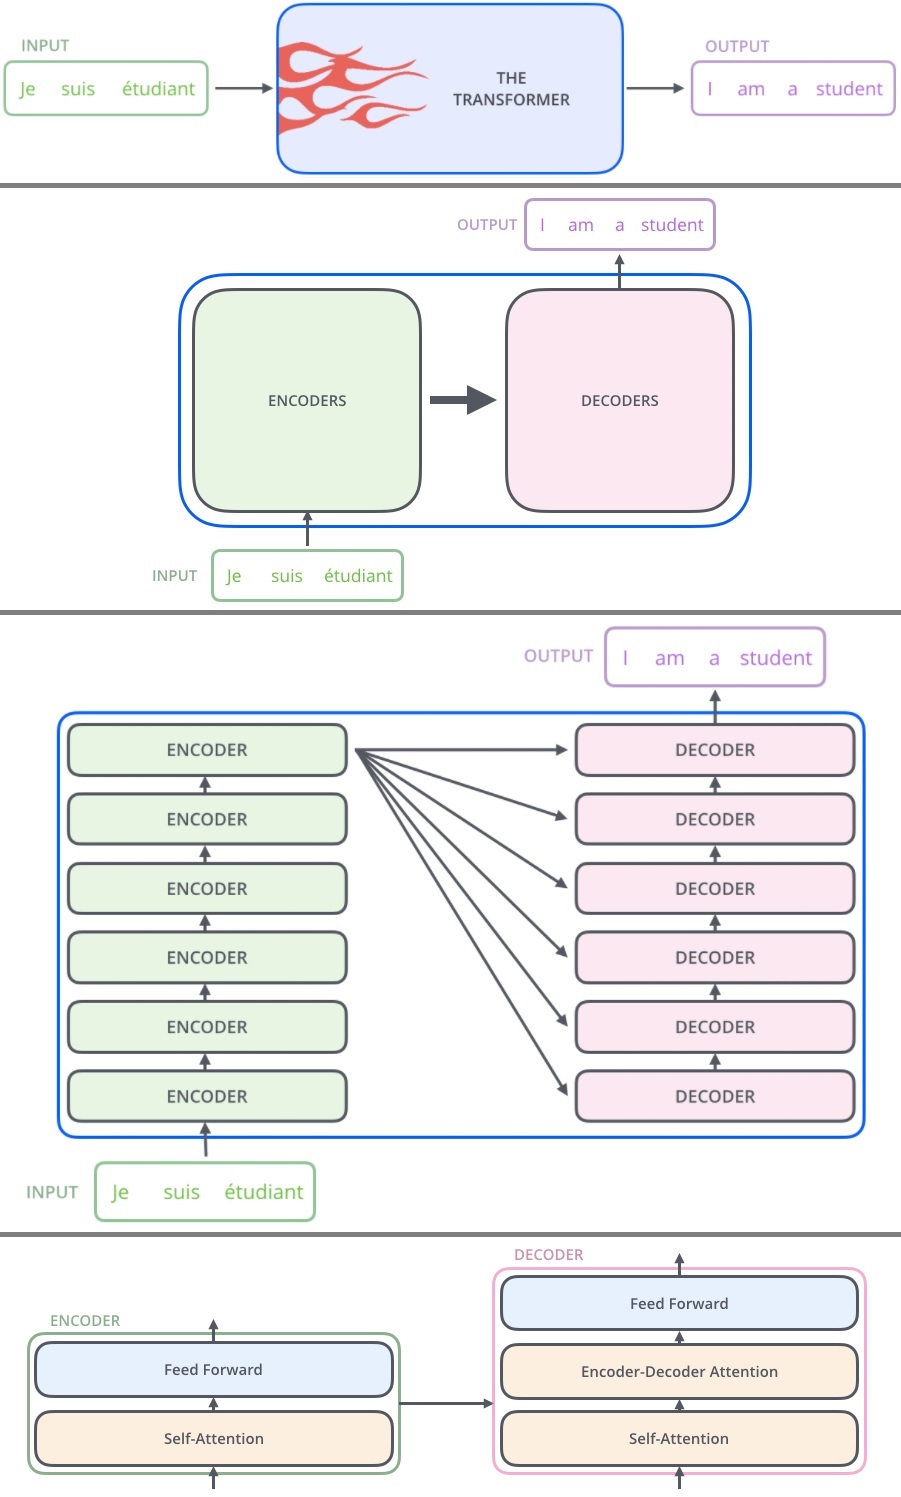 INPUT
Je suis étudiant
THE
TRANSFORMER
OUTPUT
I am a student
OUTPUT
I am a student
ENCODERS
DECODERS
INPUT
Je suis étudiant
OUTPUT
I am a student
ENCODER
DECODER
ENCODER
DECODER
ENCODER
DECODER
ENCODER
DECODER
ENCODER
DECODER
ENCODER
DECODER
INPUT
Je suis étudiant
ENCODER
Feed Forward
Self-Attention
DECODER
Feed Forward
Encoder-Decoder Attention
Self-Attention